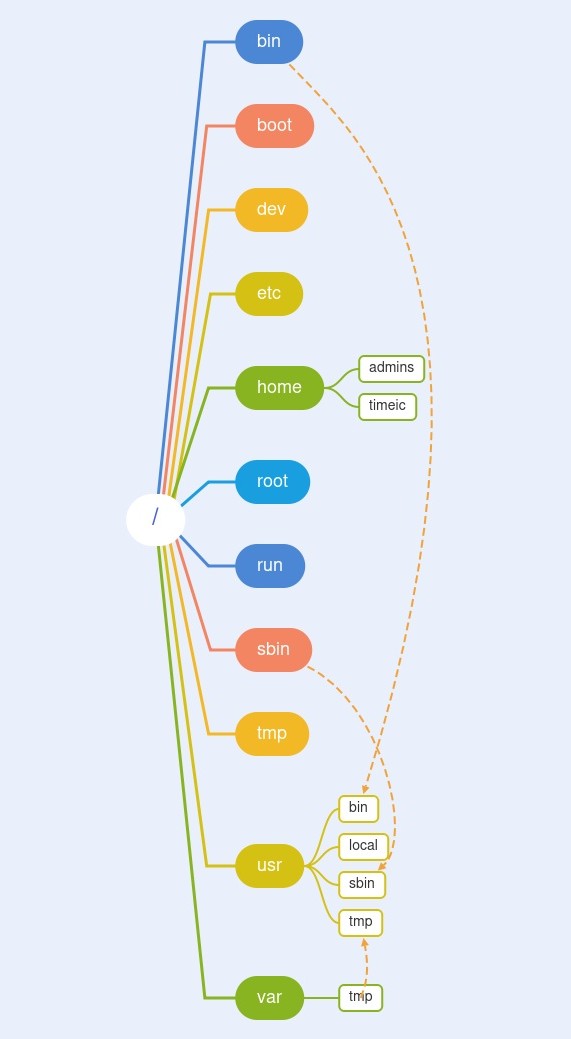 bin
boot
dev
etc
home
admins
timeic
root
/
run
sbin
tmp
usr
bin
local
sbin
tmp
var
tmp